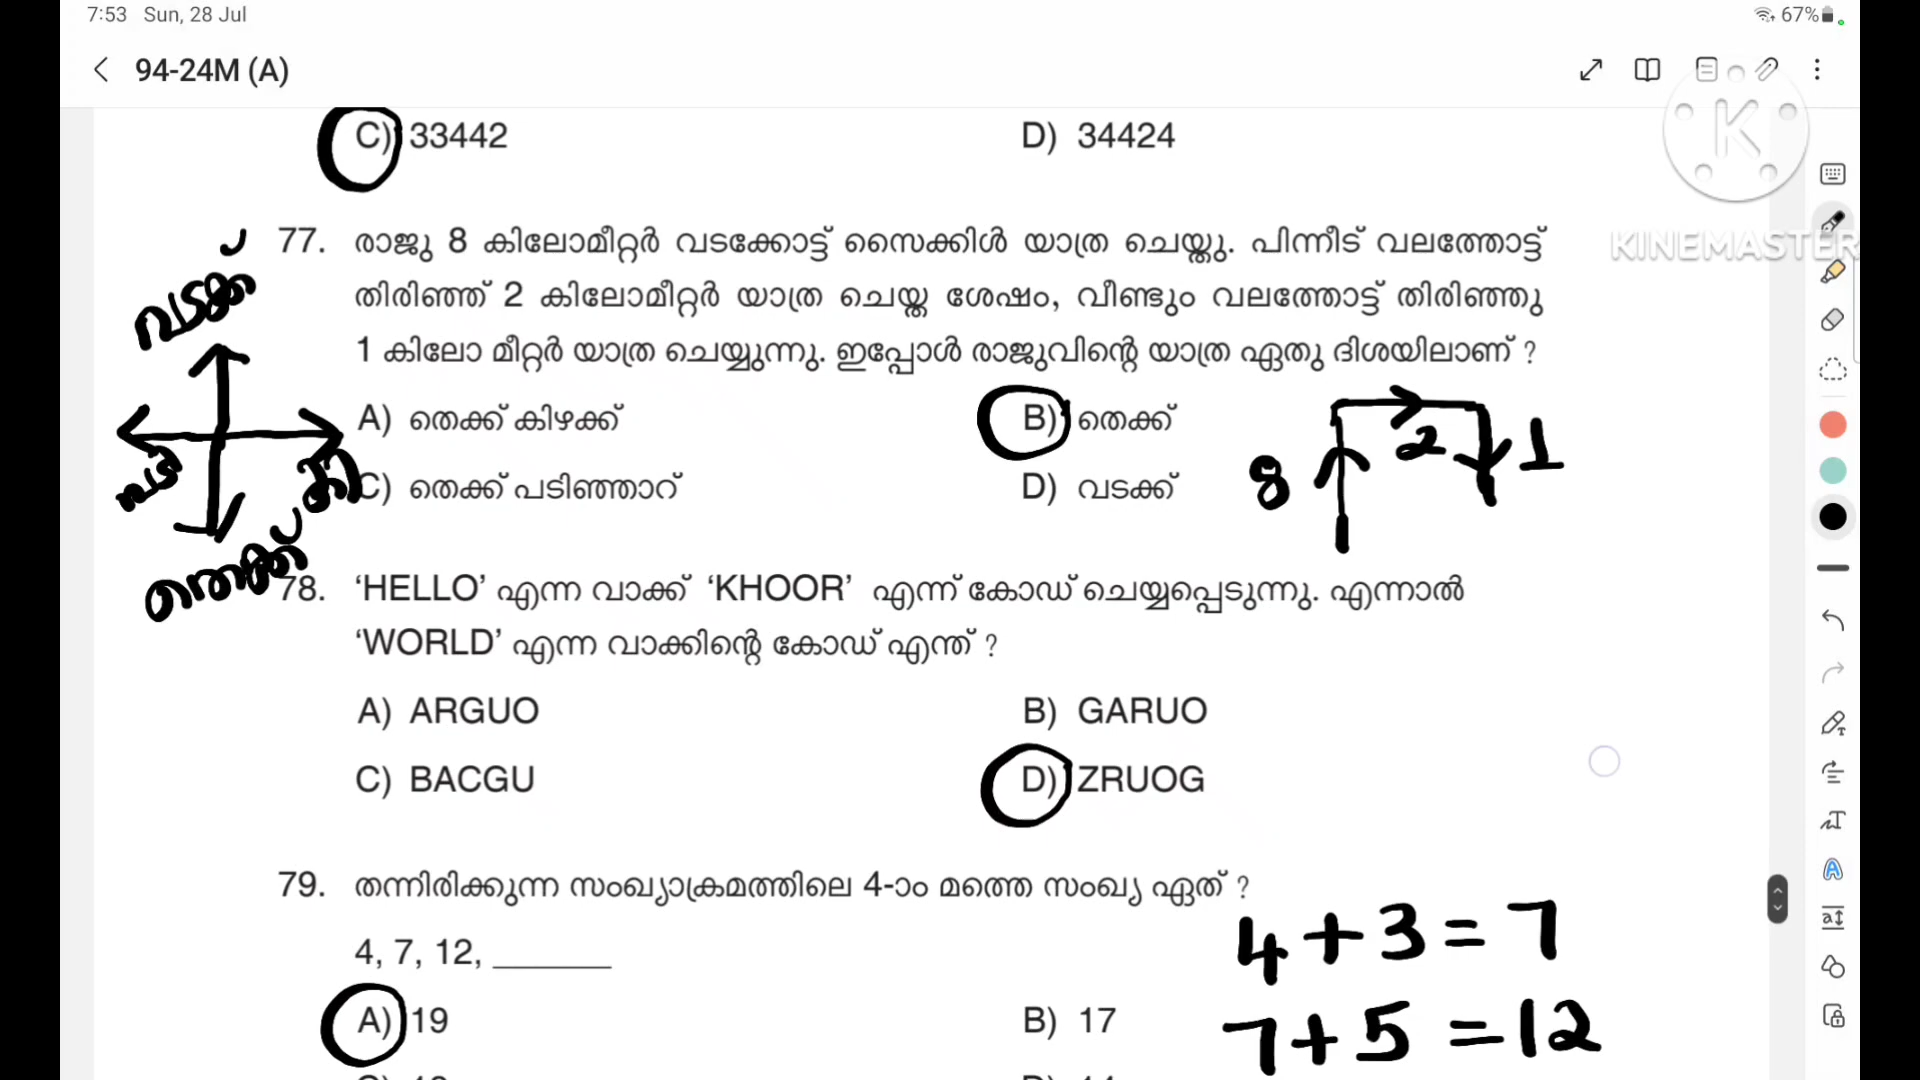 7:53 Sun, 28 Jul
67%
94-24M (A)
C) 33442
D) 34424
KINEMASTER
77. രാജു 8 കിലോമീറ്റർ വടക്കോട്ട് സൈക്കിൾ യാത്ര ചെയ്തു. പിന്നീട് വലത്തോട്ട്
തിരിഞ്ഞ് 2 കിലോമീറ്റർ യാത്ര ചെയ്ത ശേഷം, വീണ്ടും വലത്തോട്ട് തിരിഞ്ഞു
1 കിലോ മീറ്റർ യാത്ര ചെയ്യുന്നു. ഇപ്പോൾ രാജുവിന്റെ യാത്ര ഏതു ദിശയിലാണ് ?
വടക്ക്
A) തെക്ക് കിഴക്ക്
B) തെക്ക്
8 2 1
പടി
കി
C) തെക്ക് പടിഞ്ഞാറ്
D) വടക്ക്
തെക്ക്
78. ‘HELLO’ എന്ന വാക്ക് ‘KHOOR’ എന്ന് കോഡ് ചെയ്യപ്പെടുന്നു. എന്നാൽ
‘WORLD’ എന്ന വാക്കിന്റെ കോഡ് എന്ത് ?
A) ARGUO
B) GARUO
C) BACGU
D) ZRUOG
79. തന്നിരിക്കുന്ന സംഖ്യാക്രമത്തിലെ 4-ാം മത്തെ സംഖ്യ ഏത് ?
4, 7, 12, _______
4+3=7
A) 19
B) 17
7+5=12